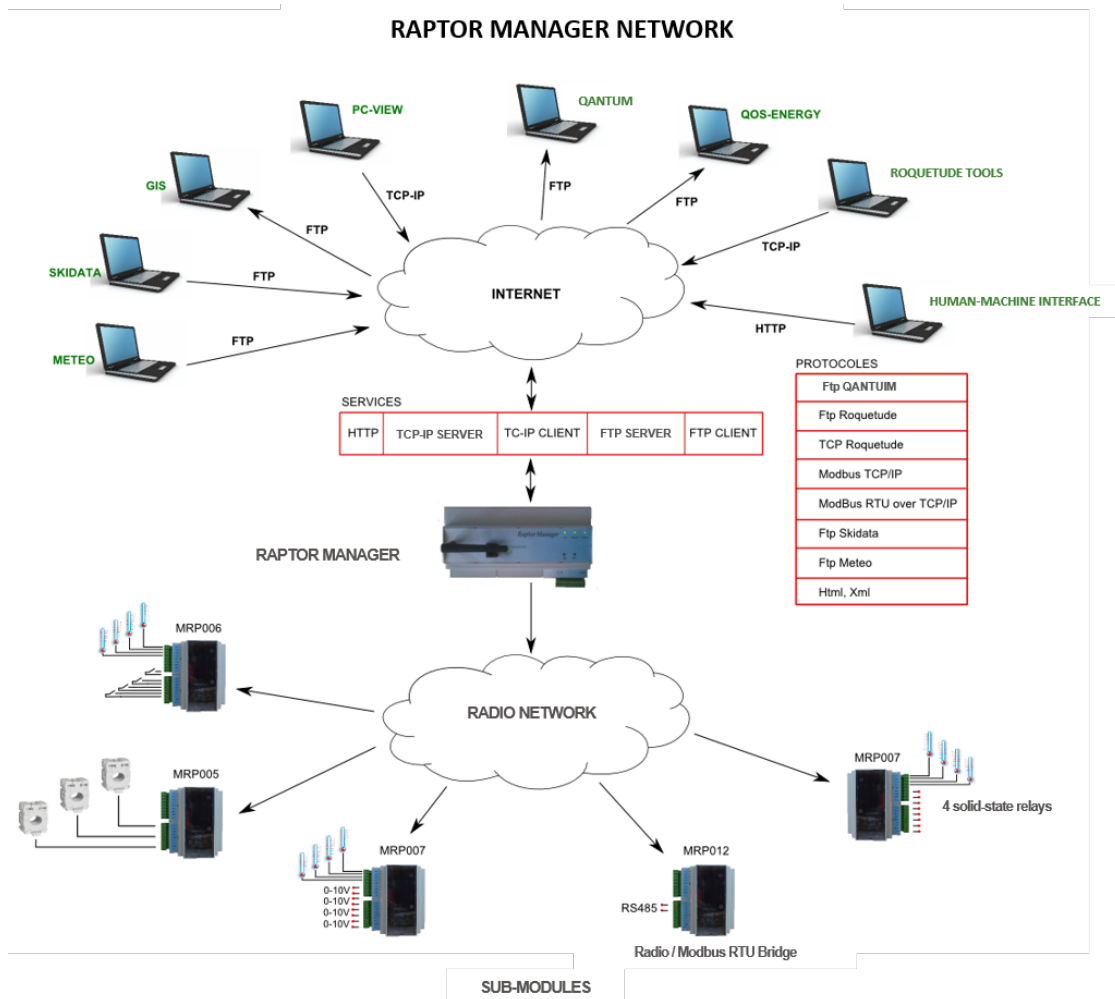 RAPTOR MANAGER NETWORK
PC-VIEW
QANTUM
QOS-ENERGY
GIS
ROQUETUDE TOOLS
FTP
TCP-IP
FTP
FTP
FTP
TCP-IP
SKIDATA
FTP
INTERNET
HUMAN-MACHINE INTERFACE
HTTP
METEO
FTP
PROTOCOLES
Ftp QANTUIM
Ftp Roquetude
TCP Roquetude
Modbus TCP/IP
ModBus RTU over TCP/IP
Ftp Skidata
Ftp Meteo
Html, Xml
SERVICES
HTTP
TCP-IP SERVER
TC-IP CLIENT
FTP SERVER
FTP CLIENT
Raptor Manager
RAPTOR MANAGER
MRP006
RADIO NETWORK
MRP005
MRP007
4 solid-state relays
MRP007
0-10V
0-10V
0-10V
0-10V
MRP012
RS485
Radio / Modbus RTU Bridge
SUB-MODULES